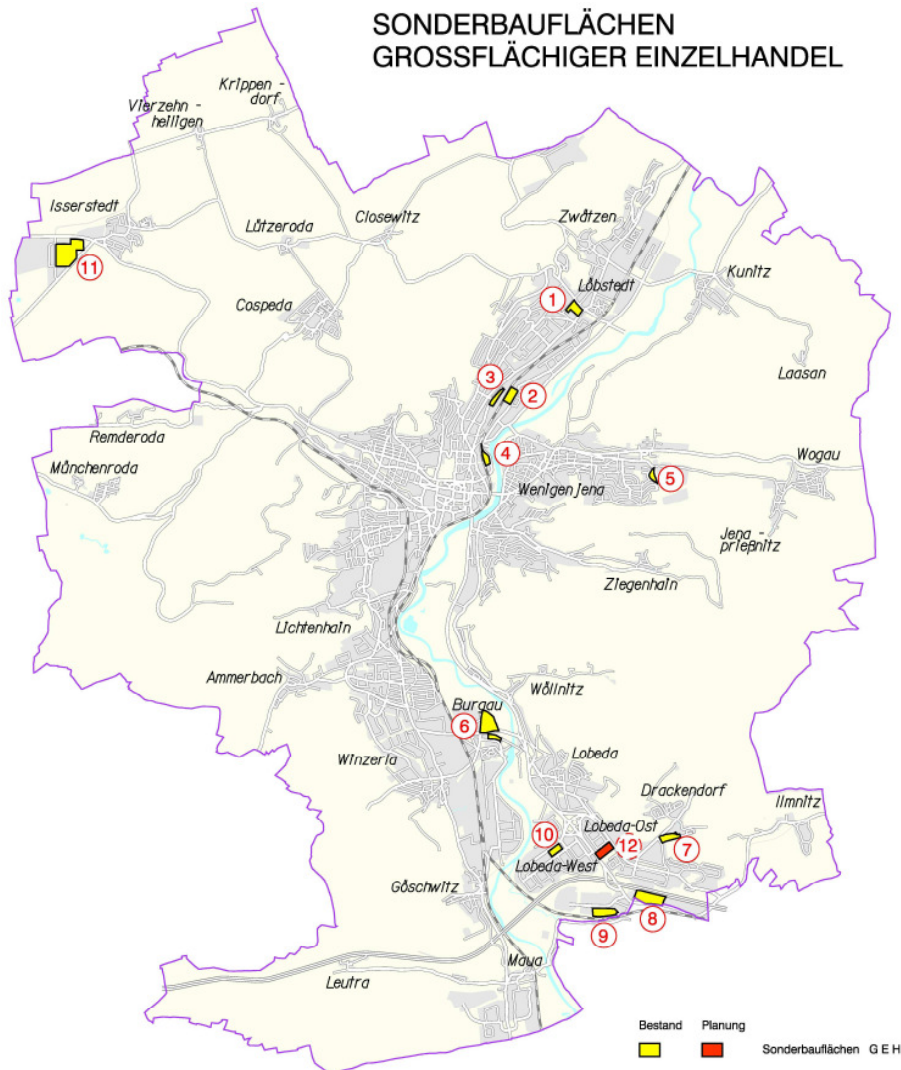 SONDERBAUFLÄCHEN
GROSSFLÄCHIGER EINZELHANDEL
Krippen -
dorf
Vierzehn -
heiligen
Isserstedt
Lützeroda
Closewitz
Zwätzen
11
Löbstedt
Kunitz
1
Cospeda
Laasan
3
2
Remderoda
4
Wogau
Münchenroda
5
Wenigenjena
Jena -
prießnitz
Ziegenhain
Lichtenhain
Ammerbach
Wöllnitz
Burgau
6
Winzerla
Lobeda
Drackendorf
Ilmnitz
Lobeda-Ost
10
12
7
Lobeda-West
Göschwitz
8
9
Maua
Leutra
Bestand Planung
Sonderbauflächen G E H